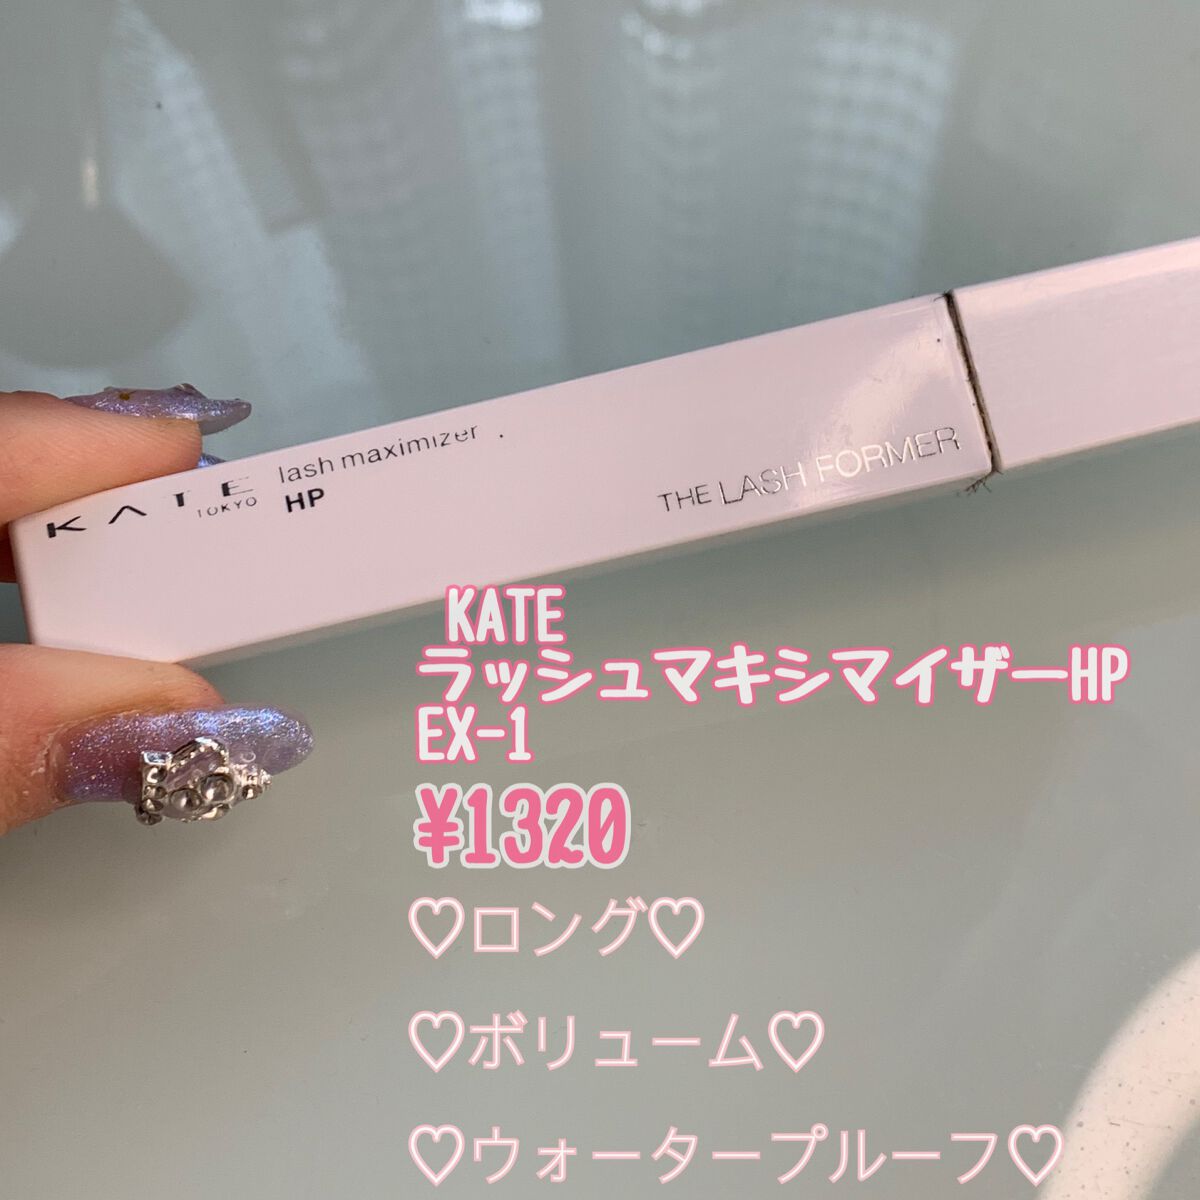 KATE
TOKYO
lash maximizer
HP
THE LASH FORMER
KATE
ラッシュマキシマイザーHP
EX-1
¥1320
♡ロング♡
♡ボリューム♡
♡ウォータープルーフ♡